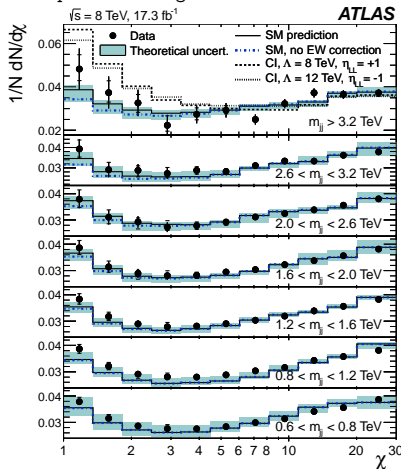 √s = 8 TeV, 17.3 fb⁻¹ ATLAS
1/N dN/dχ
Data
Theoretical uncert.
SM prediction
SM, no EW correction
CI, Λ = 8 TeV, η_LL = +1
CI, Λ = 12 TeV, η_LL = -1
0.06
0.04
0.02
m_jj > 3.2 TeV
0.04
0.03
2.6 < m_jj < 3.2 TeV
0.04
0.03
2.0 < m_jj < 2.6 TeV
0.04
0.03
1.6 < m_jj < 2.0 TeV
0.04
0.03
1.2 < m_jj < 1.6 TeV
0.04
0.03
0.8 < m_jj < 1.2 TeV
0.04
0.03
0.6 < m_jj < 0.8 TeV
1 2 3 4 5 6 7 8 10 20 30
χ